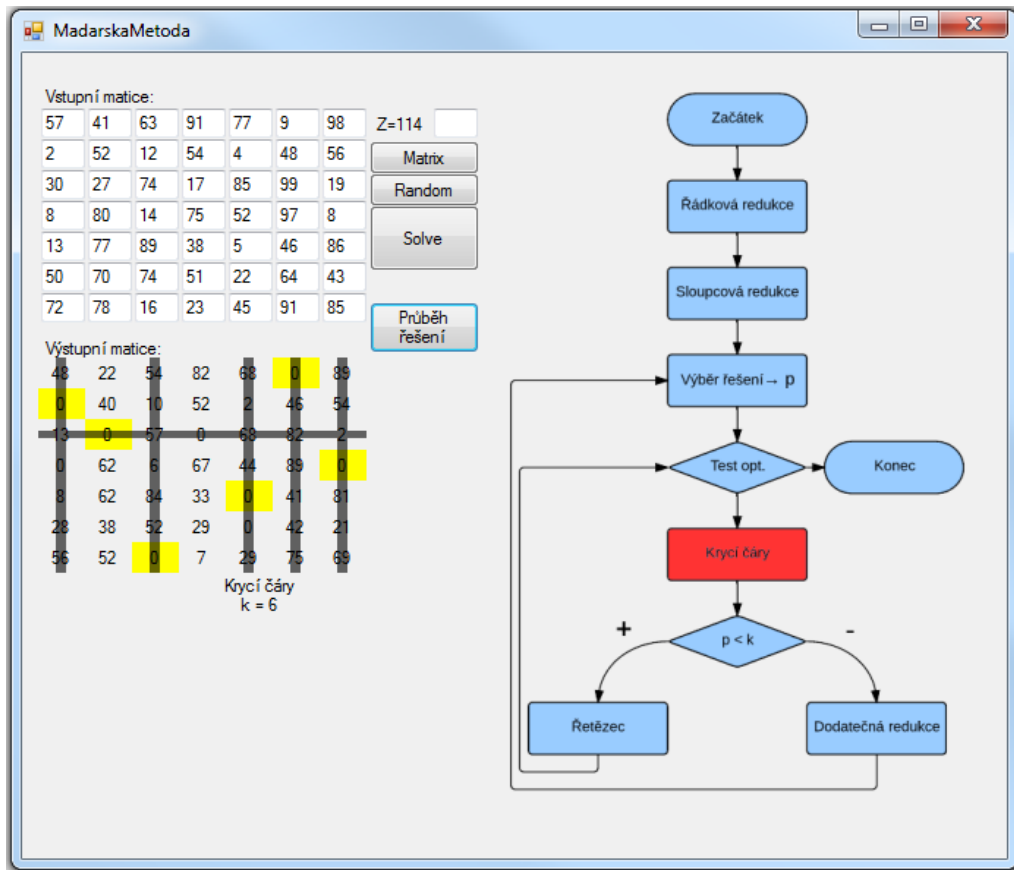 MadarskaMetoda
Vstupní matice:
57 41 63 91 77 9 98 Z=114
2 52 12 54 4 48 56 Matrix
30 27 74 17 85 99 19 Random
8 80 14 75 52 97 8
13 77 89 38 5 46 86 Solve
50 70 74 51 22 64 43
72 78 16 23 45 91 85
Průběh
řešení
Výstupní matice:
48 22 54 82 68 0 89
0 40 10 52 2 46 54
13 0 57 0 68 82 2
0 62 6 67 44 89 0
8 62 84 33 0 41 81
28 38 52 29 0 42 21
56 52 0 7 29 75 69
Krycí čáry
k = 6
Začátek
Řádková redukce
Sloupcová redukce
Výběr řešení→ p
Test opt.
Konec
Krycí čáry
+
p < k
-
Řetězec
Dodatečná redukce